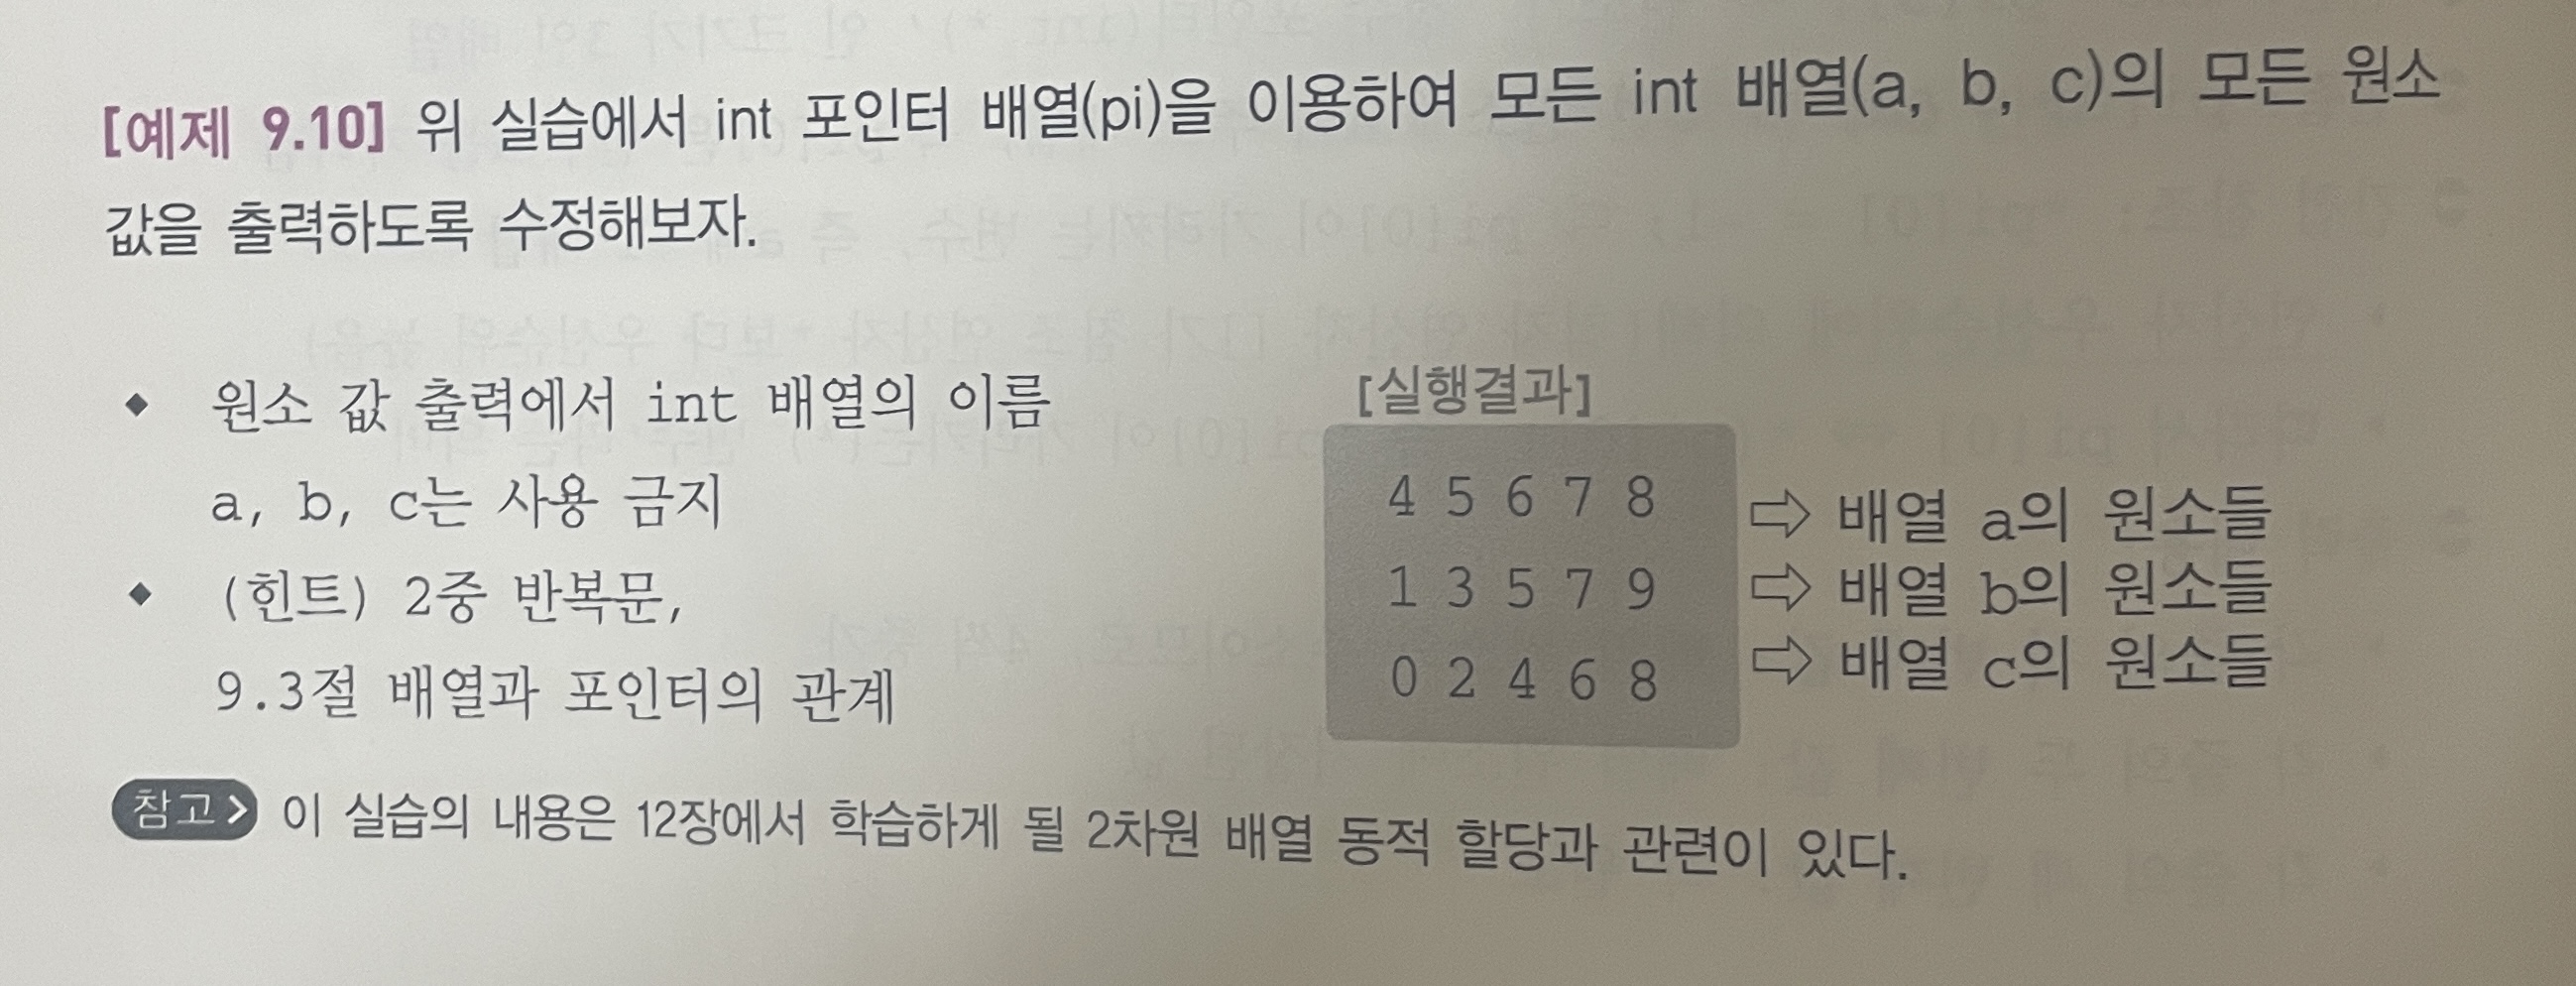 [예제 9.10] 위 실습에서 int 포인터 배열(pi)을 이용하여 모든 int 배열(a, b, c)의 모든 원소
값을 출력하도록 수정해보자.
◆ 원소 값 출력에서 int 배열의 이름
a, b, c는 사용 금지
◆ (힌트) 2중 반복문,
9.3절 배열과 포인터의 관계
[실행결과]
4 5 6 7 8 ⇨ 배열 a의 원소들
1 3 5 7 9 ⇨ 배열 b의 원소들
0 2 4 6 8 ⇨ 배열 c의 원소들
참고> 이 실습의 내용은 12장에서 학습하게 될 2차원 배열 동적 할당과 관련이 있다.